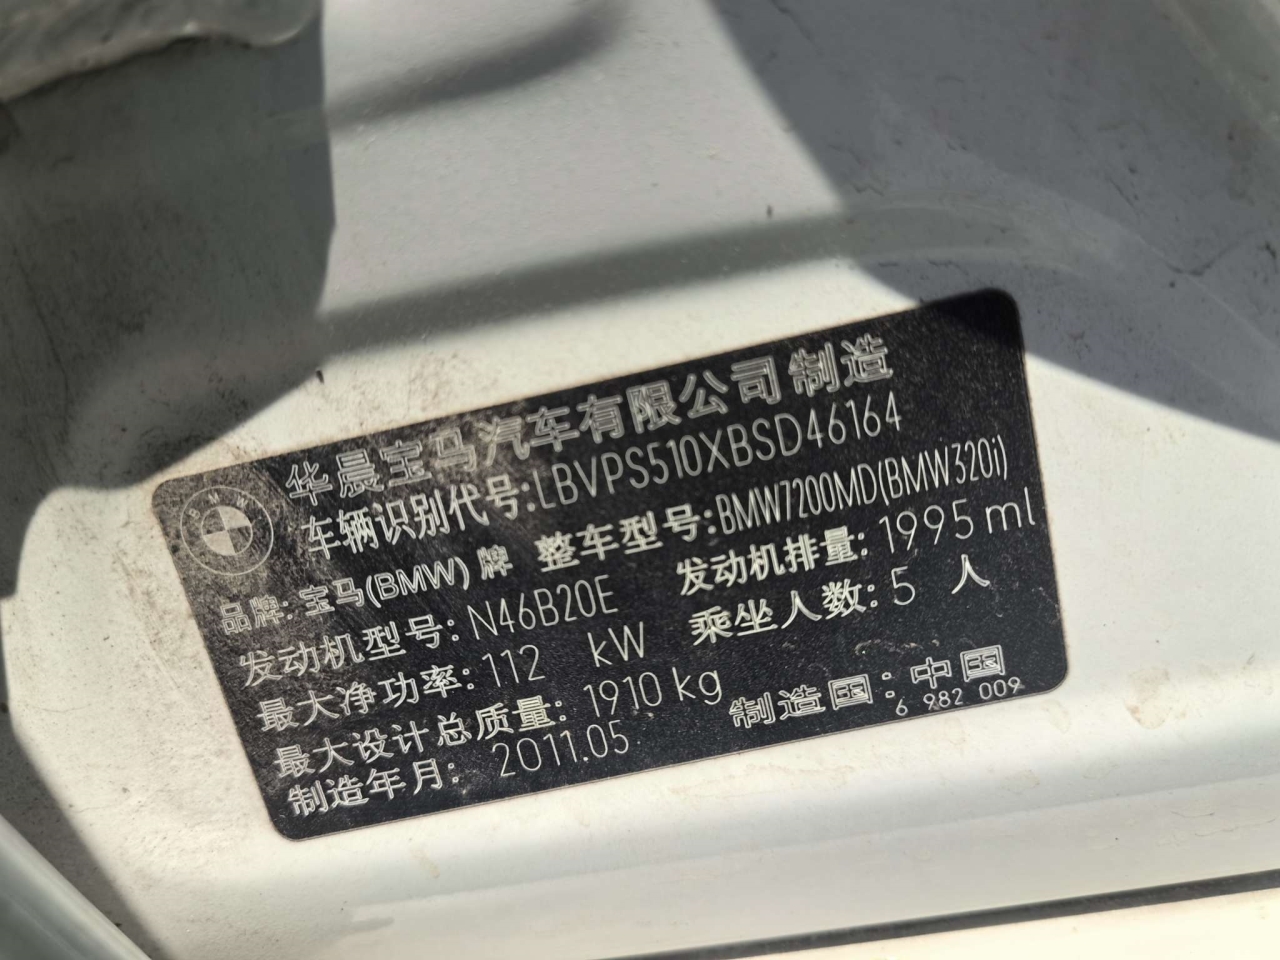 华晨宝马汽车有限公司制造
车辆识别代号:LBVPS510XBSD46164
品牌:宝马(BMW)牌 整车型号:BMW7200MD(BMW320i)
发动机型号:N46B20E 发动机排量:1995 ml
最大净功率:112 kW 乘坐人数:5 人
最大设计总质量:1910 kg
制造年月:2011.05 制造国:中国
6 982 009